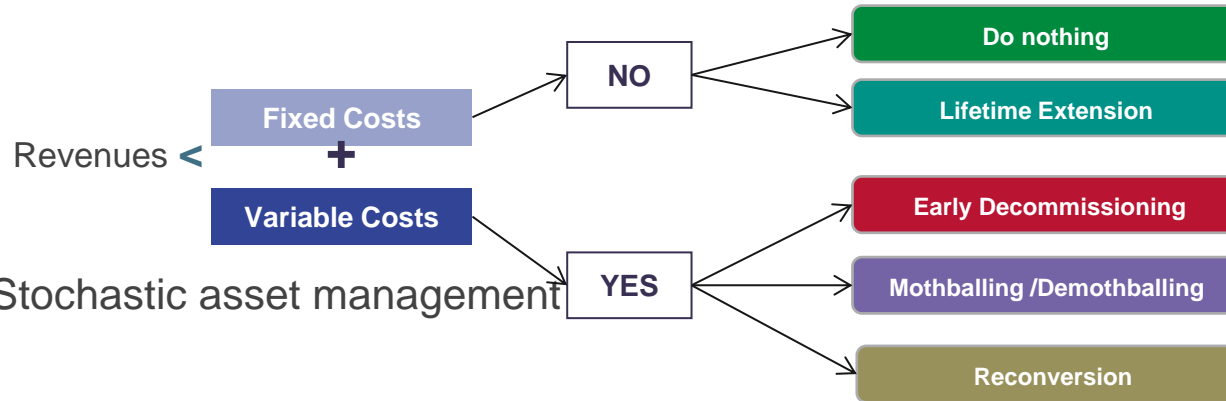 Revenues <
Fixed Costs
+
Variable Costs
Stochastic asset management
NO
YES
Do nothing
Lifetime Extension
Early Decommissioning
Mothballing /Demothballing
Reconversion